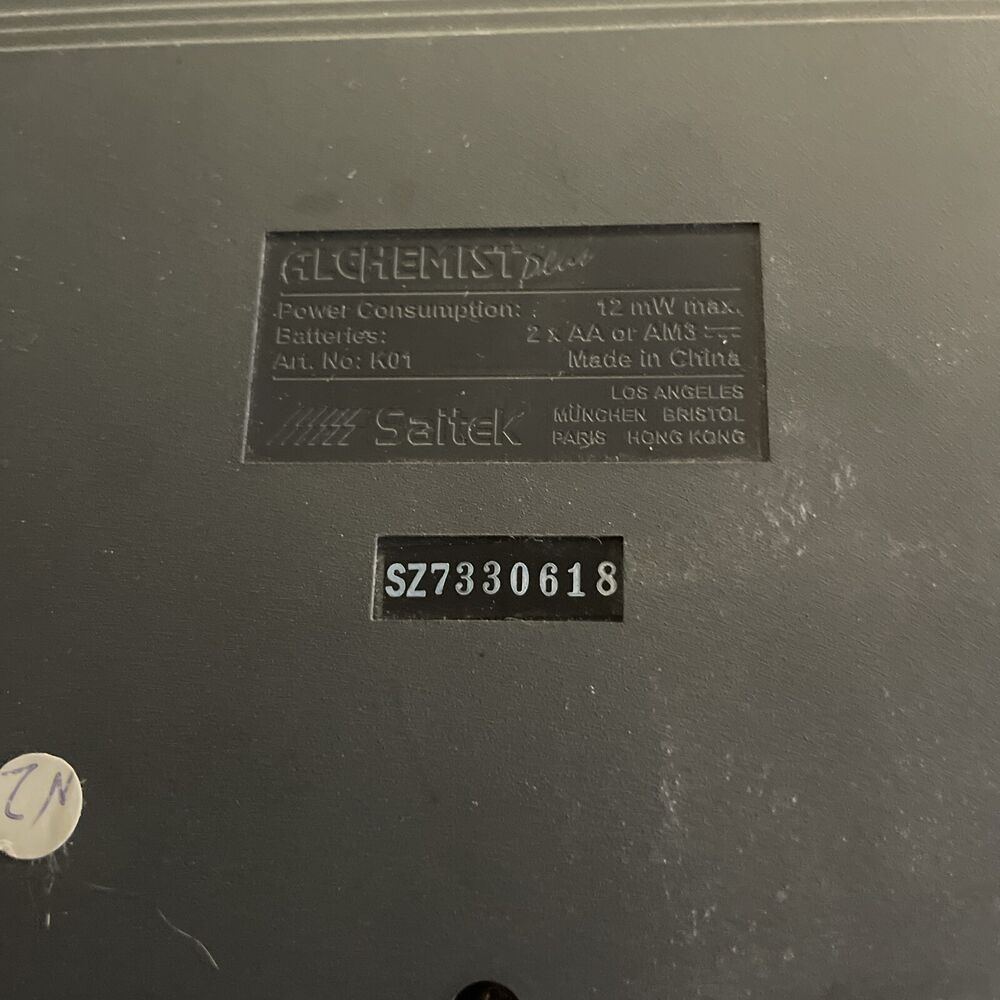 ALCHEMIST plus
Power Consumption: 12 mW max.
Batteries: 2 x AA or AM3
Art. No: K01 Made in China
Saitek
LOS ANGELES
MÜNCHEN BRISTOL
PARIS HONG KONG
SZ7330618